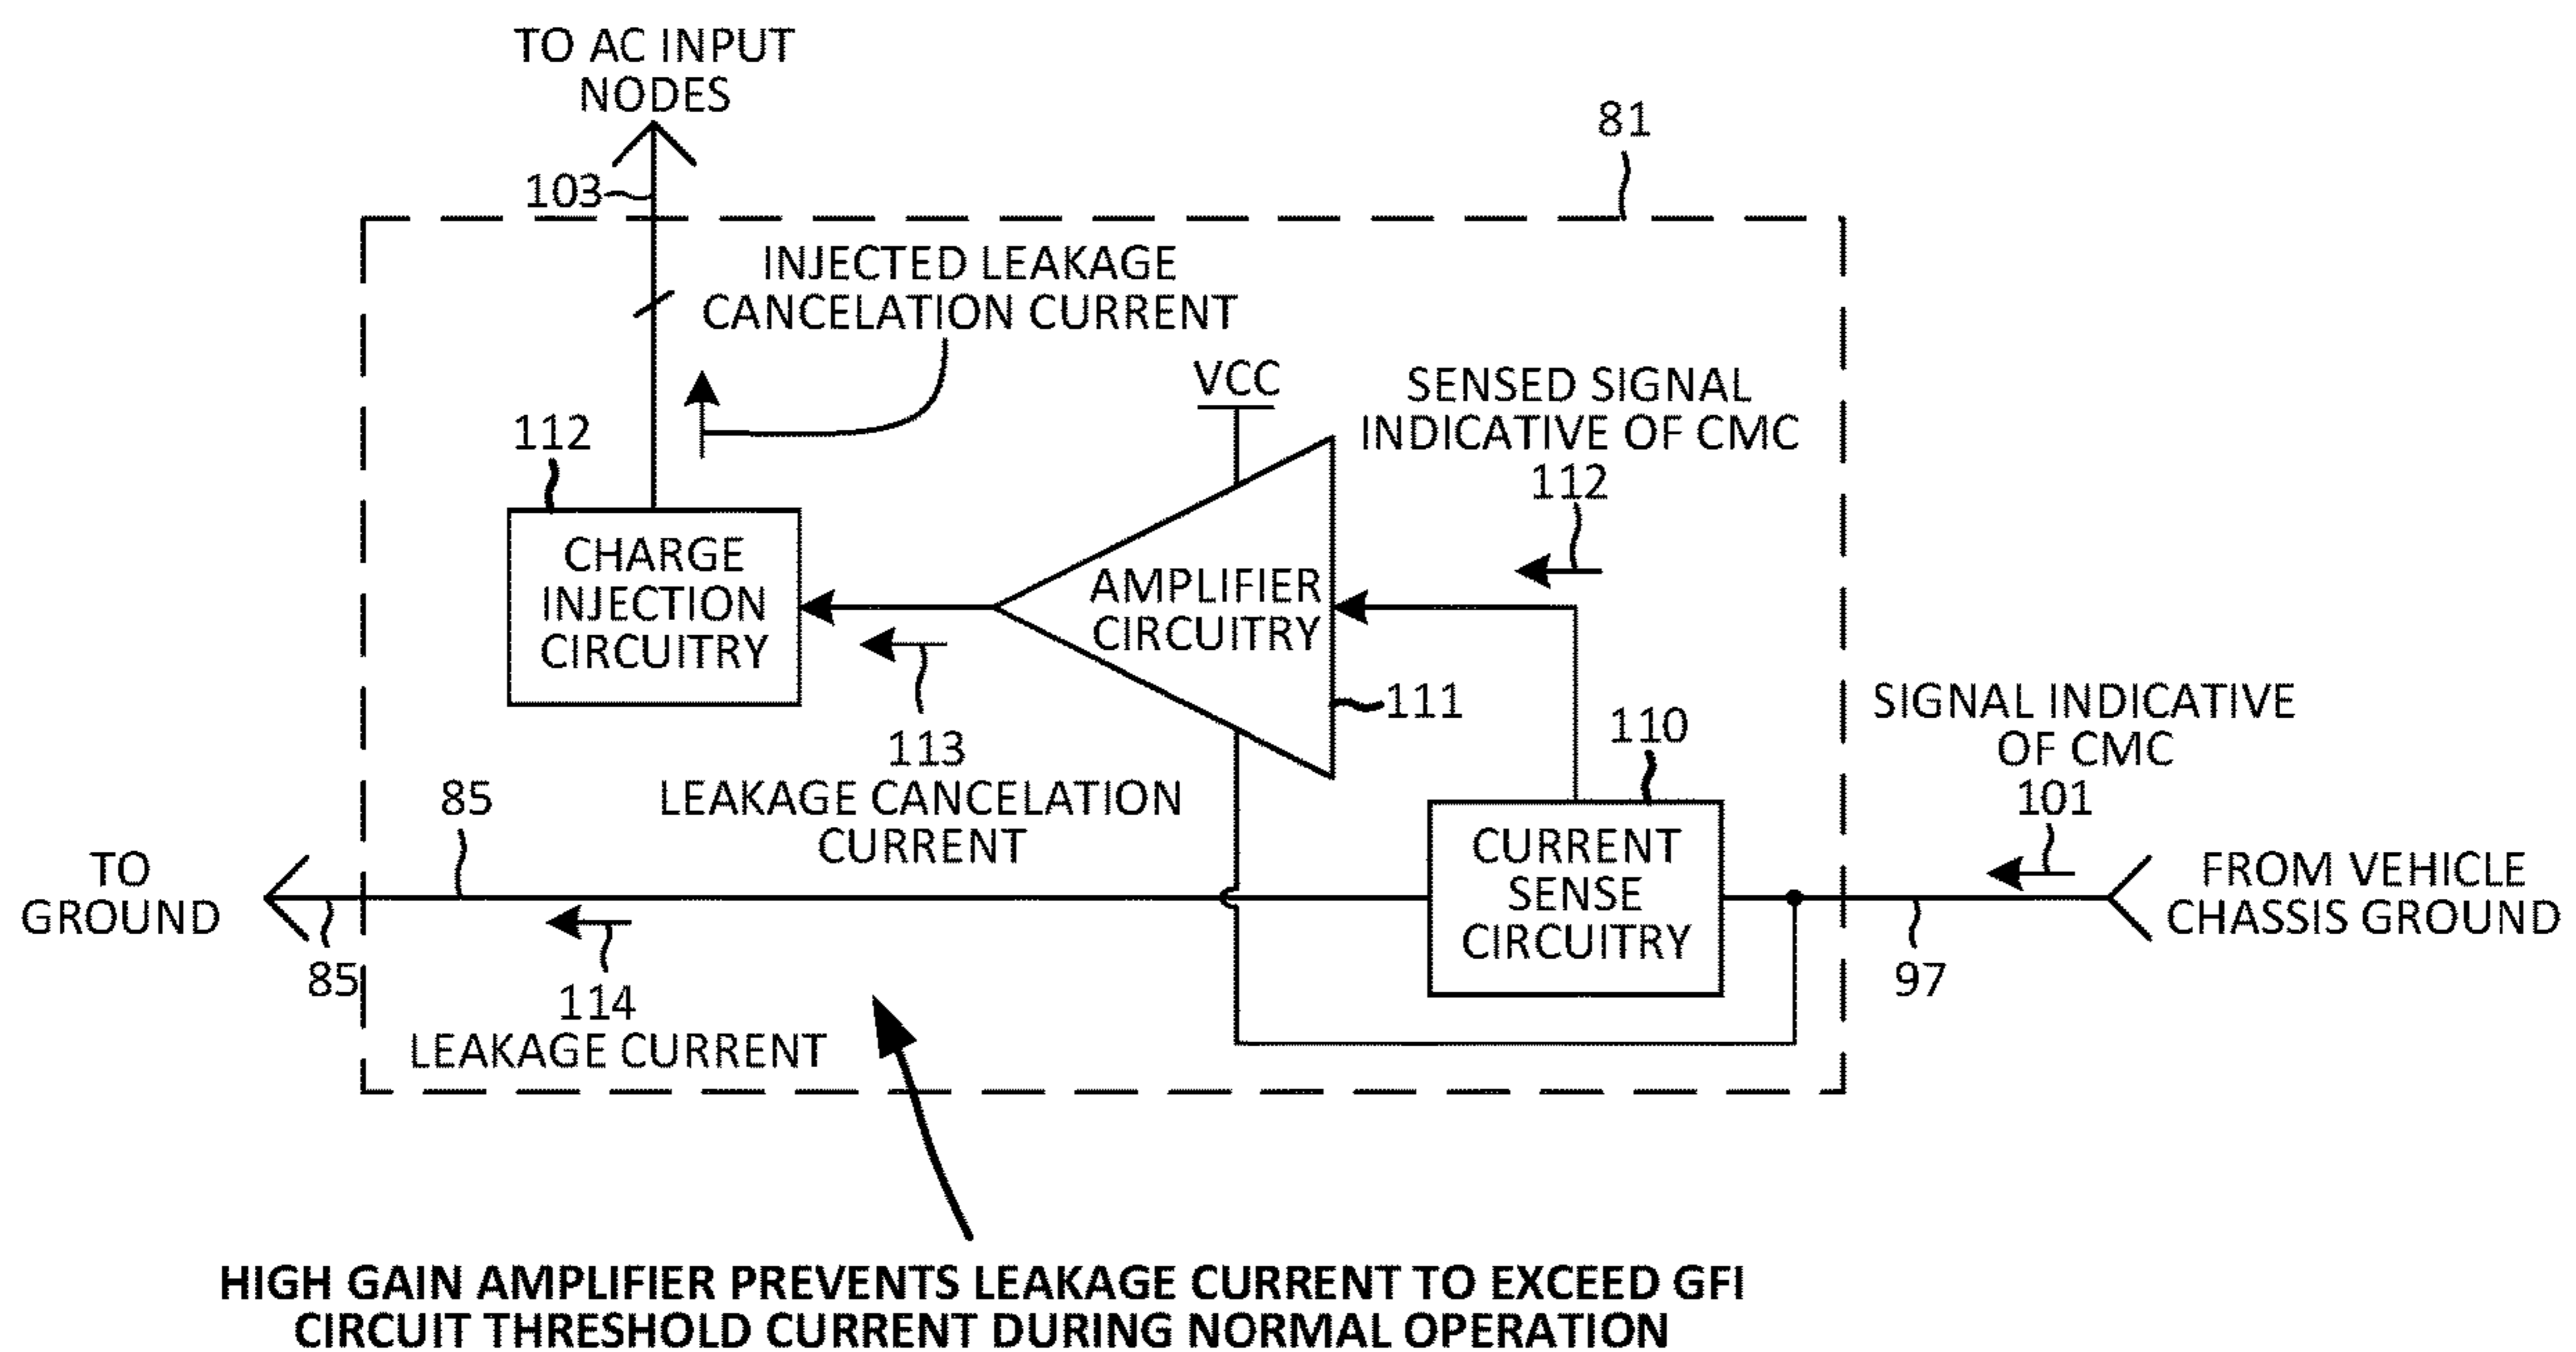 TO AC INPUT
NODES
81
103
INJECTED LEAKAGE
CANCELATION CURRENT
VCC
SENSED SIGNAL
INDICATIVE OF CMC
112
112
CHARGE
INJECTION
CIRCUITRY
AMPLIFIER
CIRCUITRY
111
113
LEAKAGE CANCELATION
CURRENT
110
SIGNAL INDICATIVE
OF CMC
101
85
CURRENT
SENSE
CIRCUITRY
TO
GROUND
FROM VEHICLE
CHASSIS GROUND
85
97
114
LEAKAGE CURRENT
HIGH GAIN AMPLIFIER PREVENTS LEAKAGE CURRENT TO EXCEED GFI
CIRCUIT THRESHOLD CURRENT DURING NORMAL OPERATION